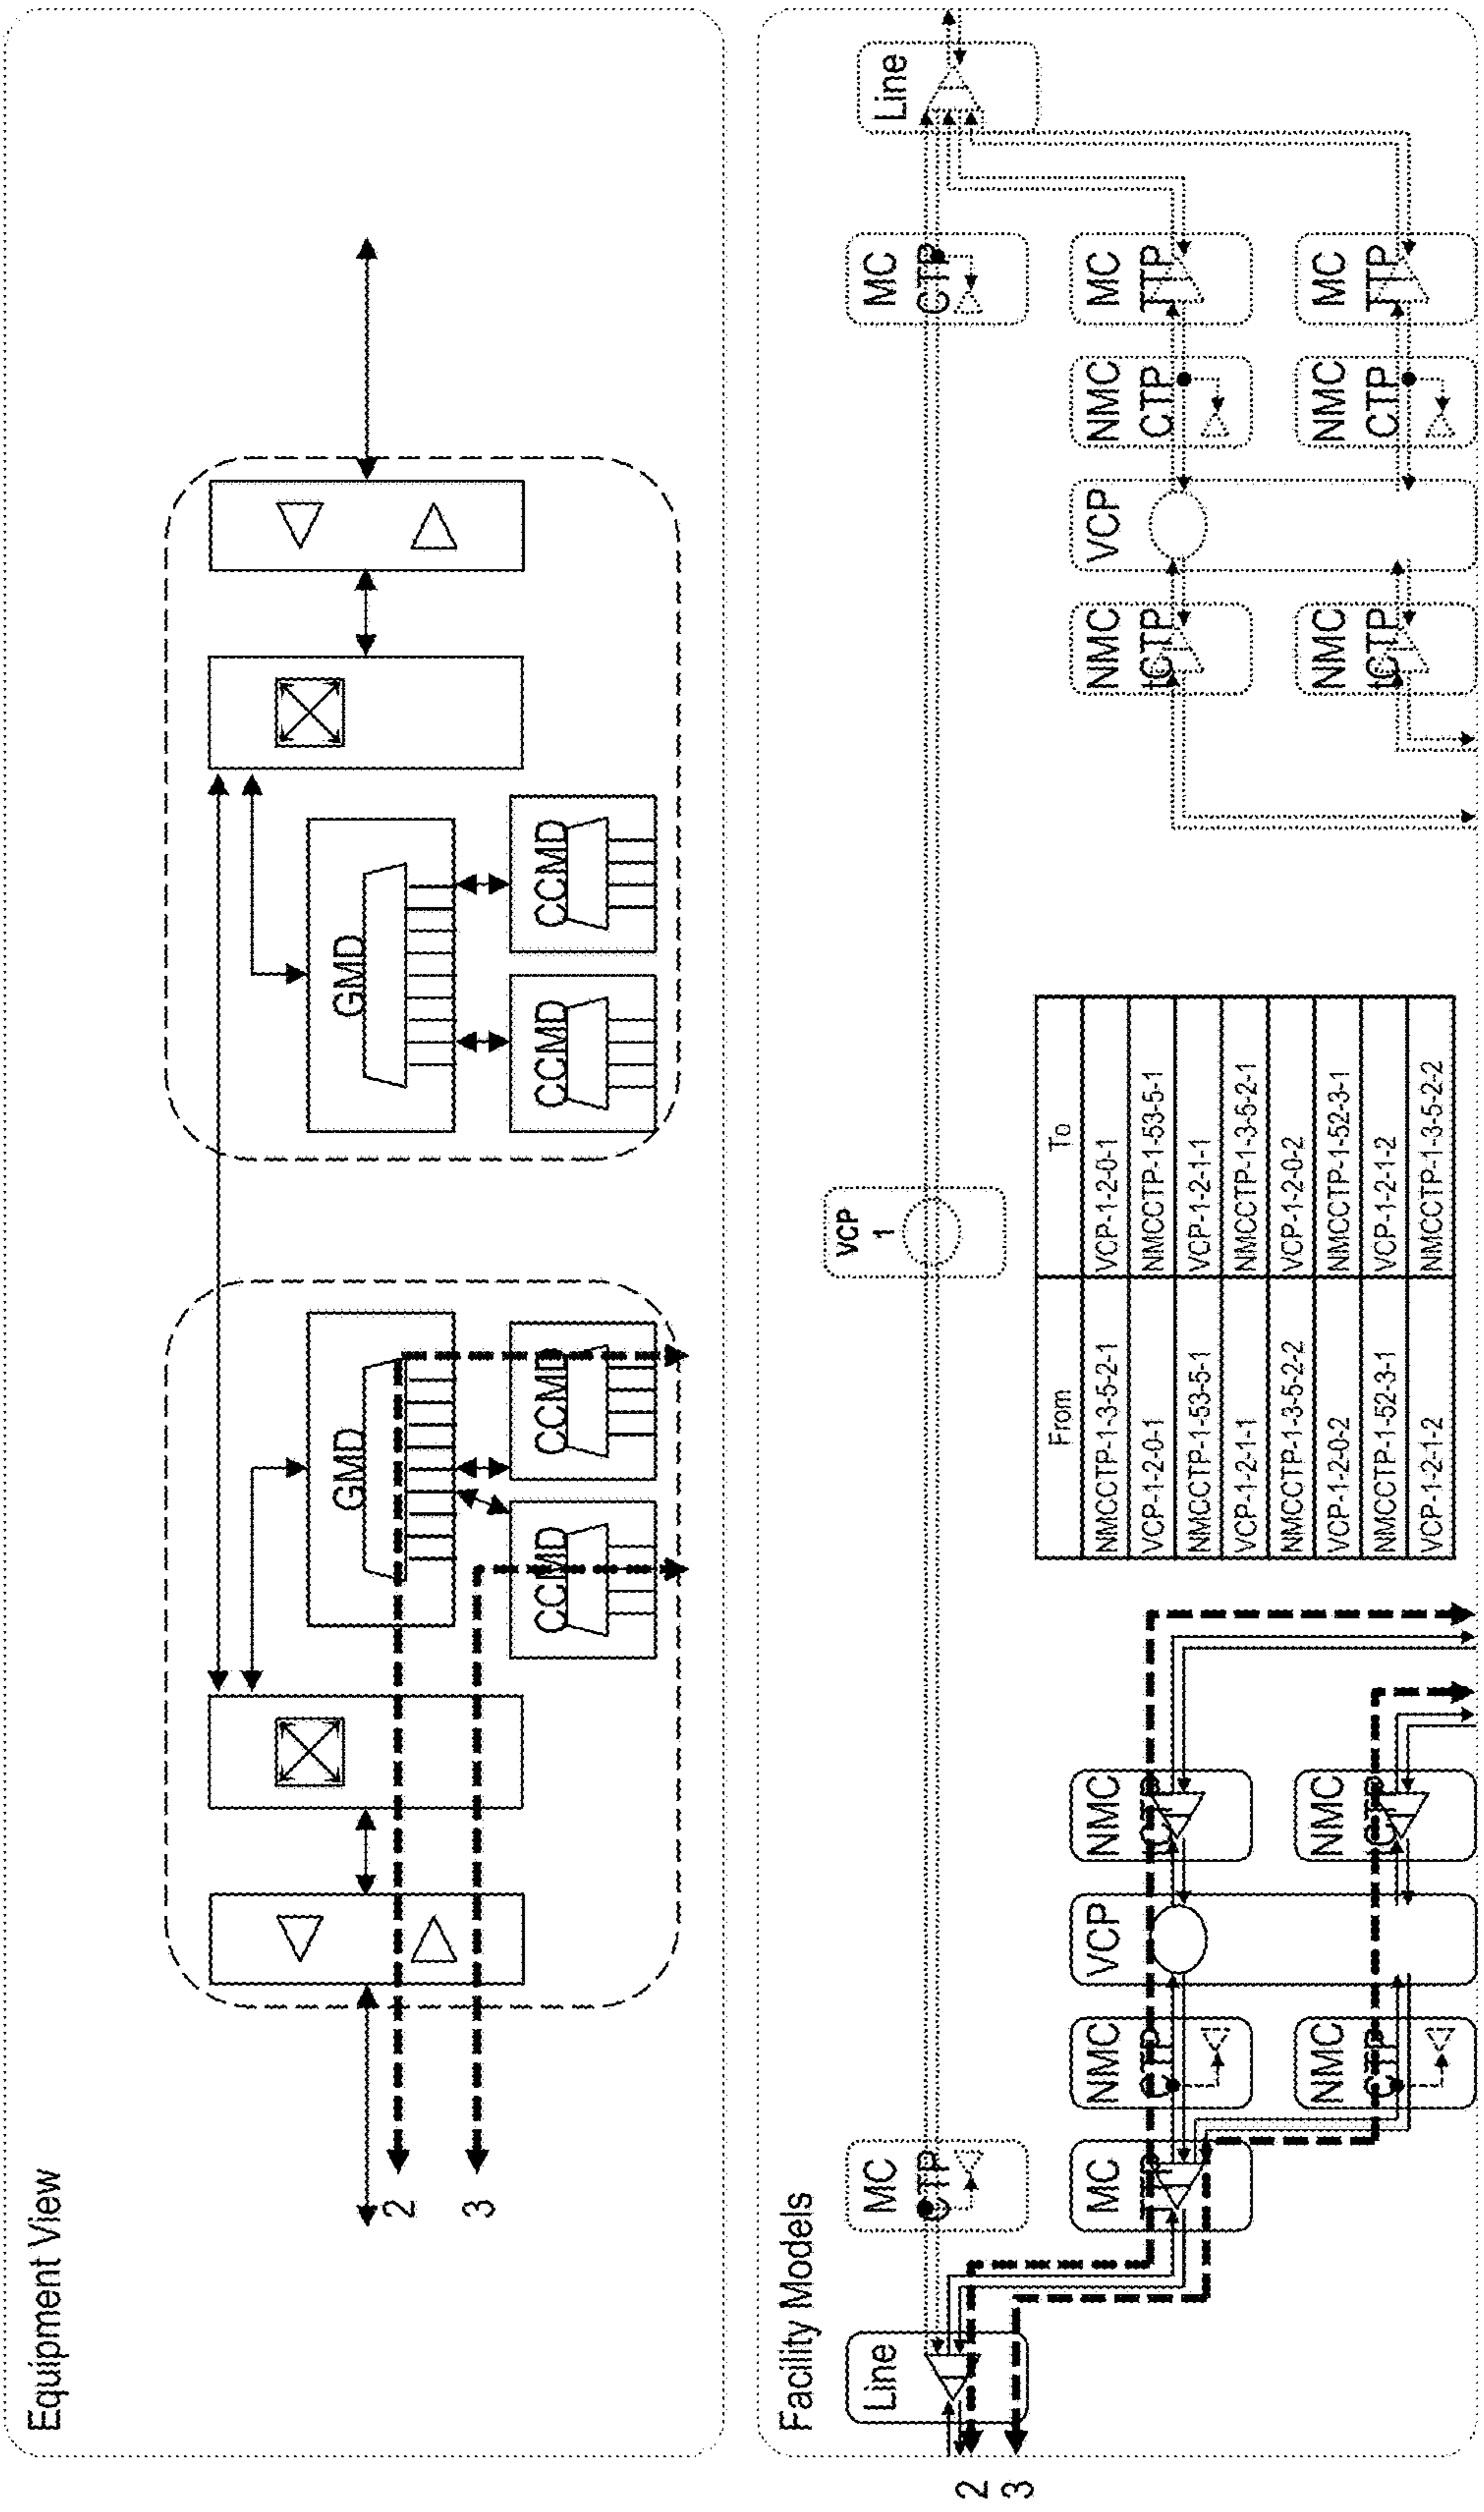 Equipment View
GMD
GMD
2
3
CCMD
CCMD
CCMD
CCMD
Facility Models
Line
MC
CTP
VCP
1
MC
CTP
Line
2
3
MC
NMC
CTP
VCP
NMC
CTP
NMC
tCTP
VCP
NMC
CTP
MC
TTP
From To
NMCCTP-1-3-5-2-1 VCP-1-2-0-1
VCP-1-2-0-1 NMCCTP-1-53-5-1
NMCCTP-1-53-5-1 VCP-1-2-1-1
VCP-1-2-1-1 NMCCTP-1-3-5-2-1
NMCCTP-1-3-5-2-2 VCP-1-2-0-2
VCP-1-2-0-2 NMCCTP-1-52-3-1
NMCCTP-1-52-3-1 VCP-1-2-1-2
VCP-1-2-1-2 NMCCTP-1-3-5-2-2
NMC
CTP
NMC
CTP
NMC
tCTP
NMC
CTP
MC
TTP